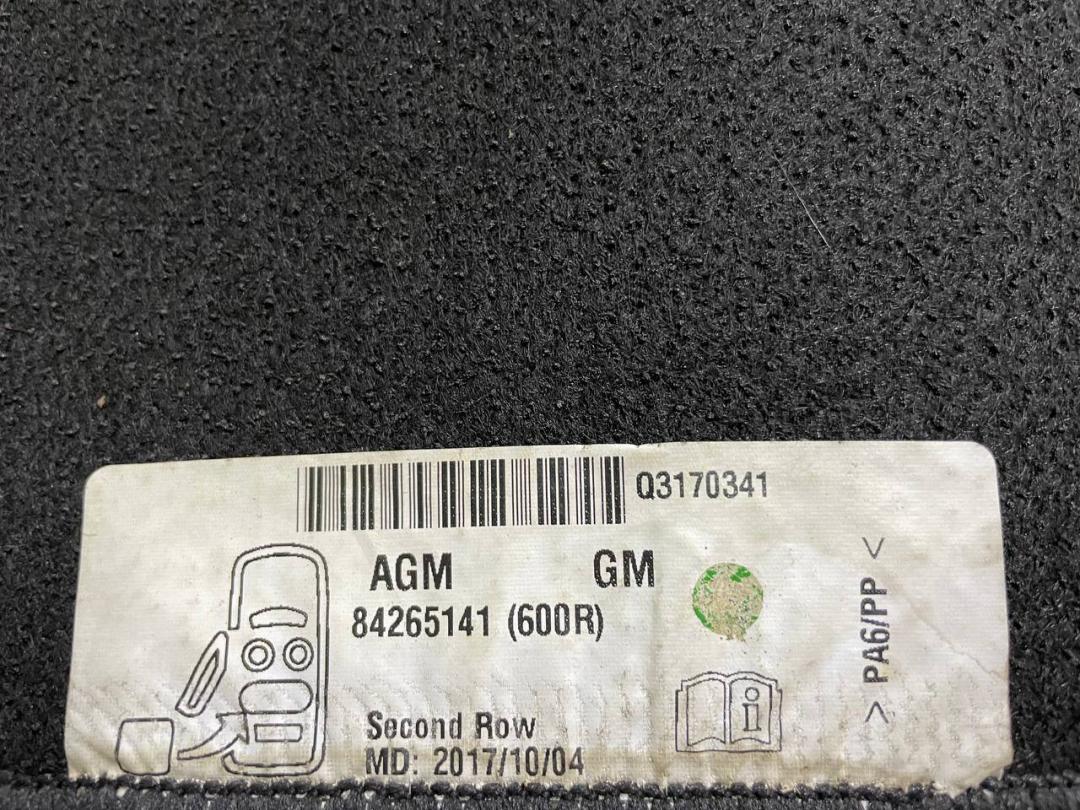 Q3170341
AGM GM
84265141 (600R)
>PA6/PP<
i
Second Row
MD: 2017/10/04